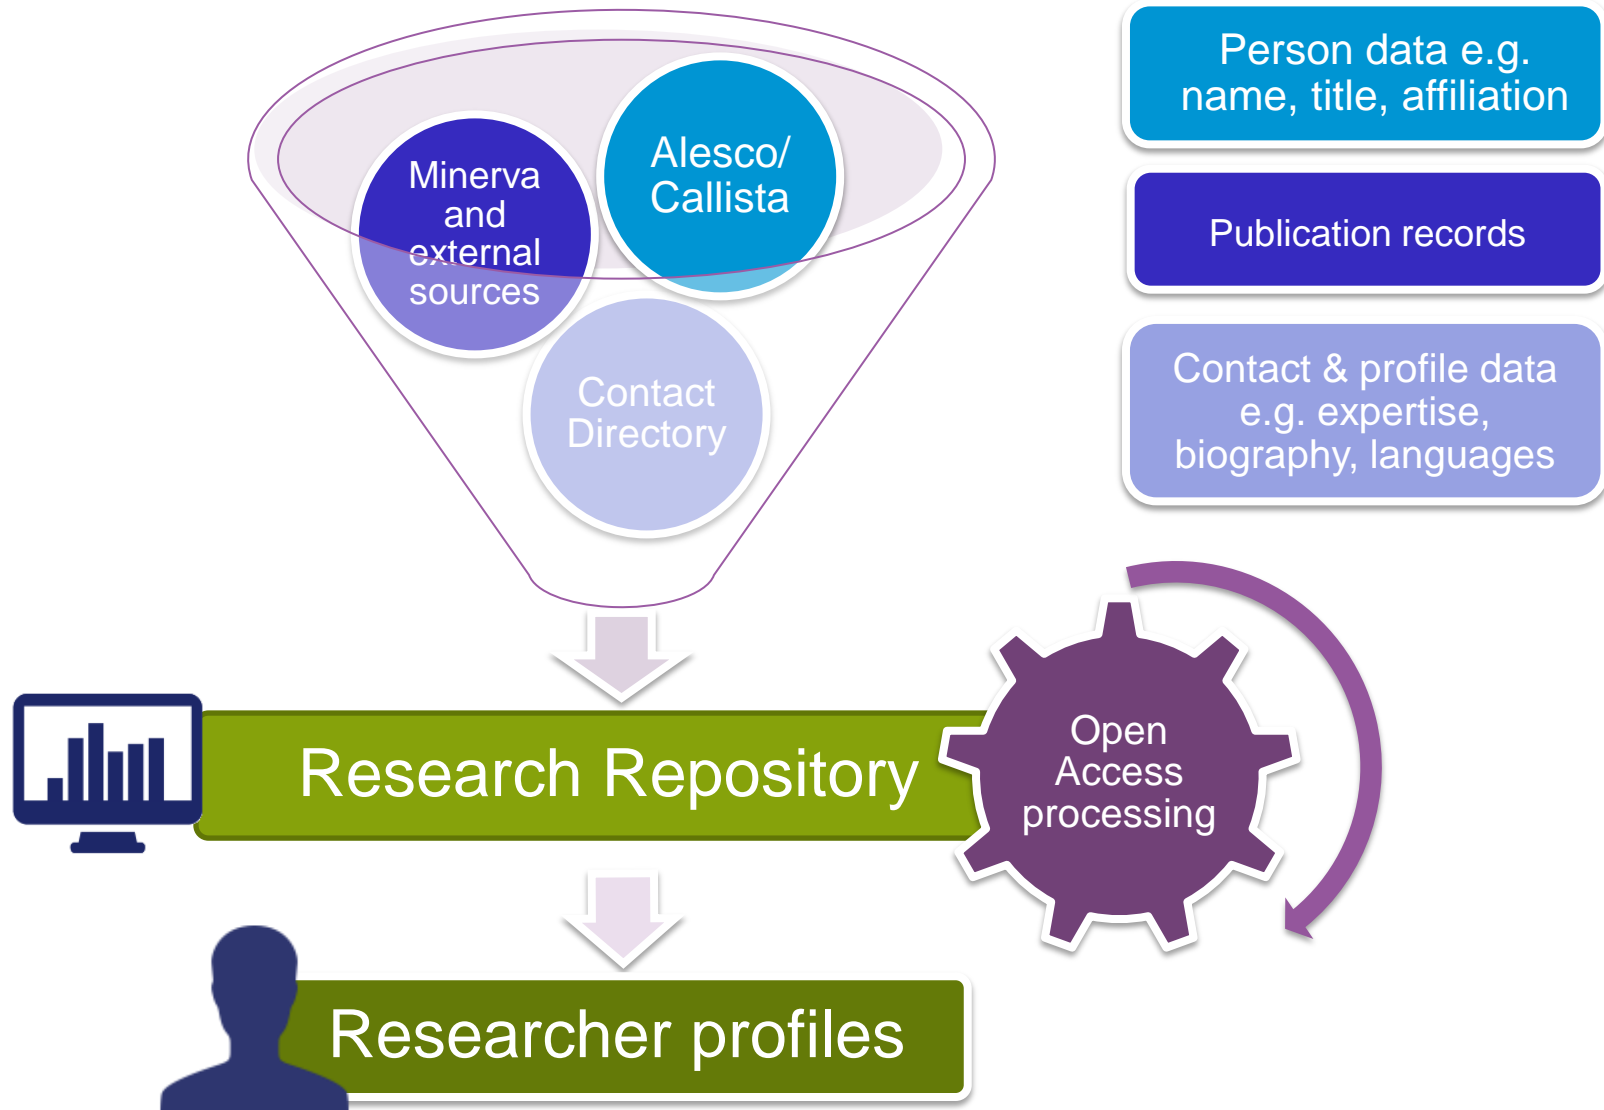 Minerva
and
external
sources
Alesco/
Callista
Contact
Directory
Person data e.g.
name, title, affiliation
Publication records
Contact & profile data
e.g. expertise,
biography, languages
Research Repository
Open
Access
processing
Researcher profiles